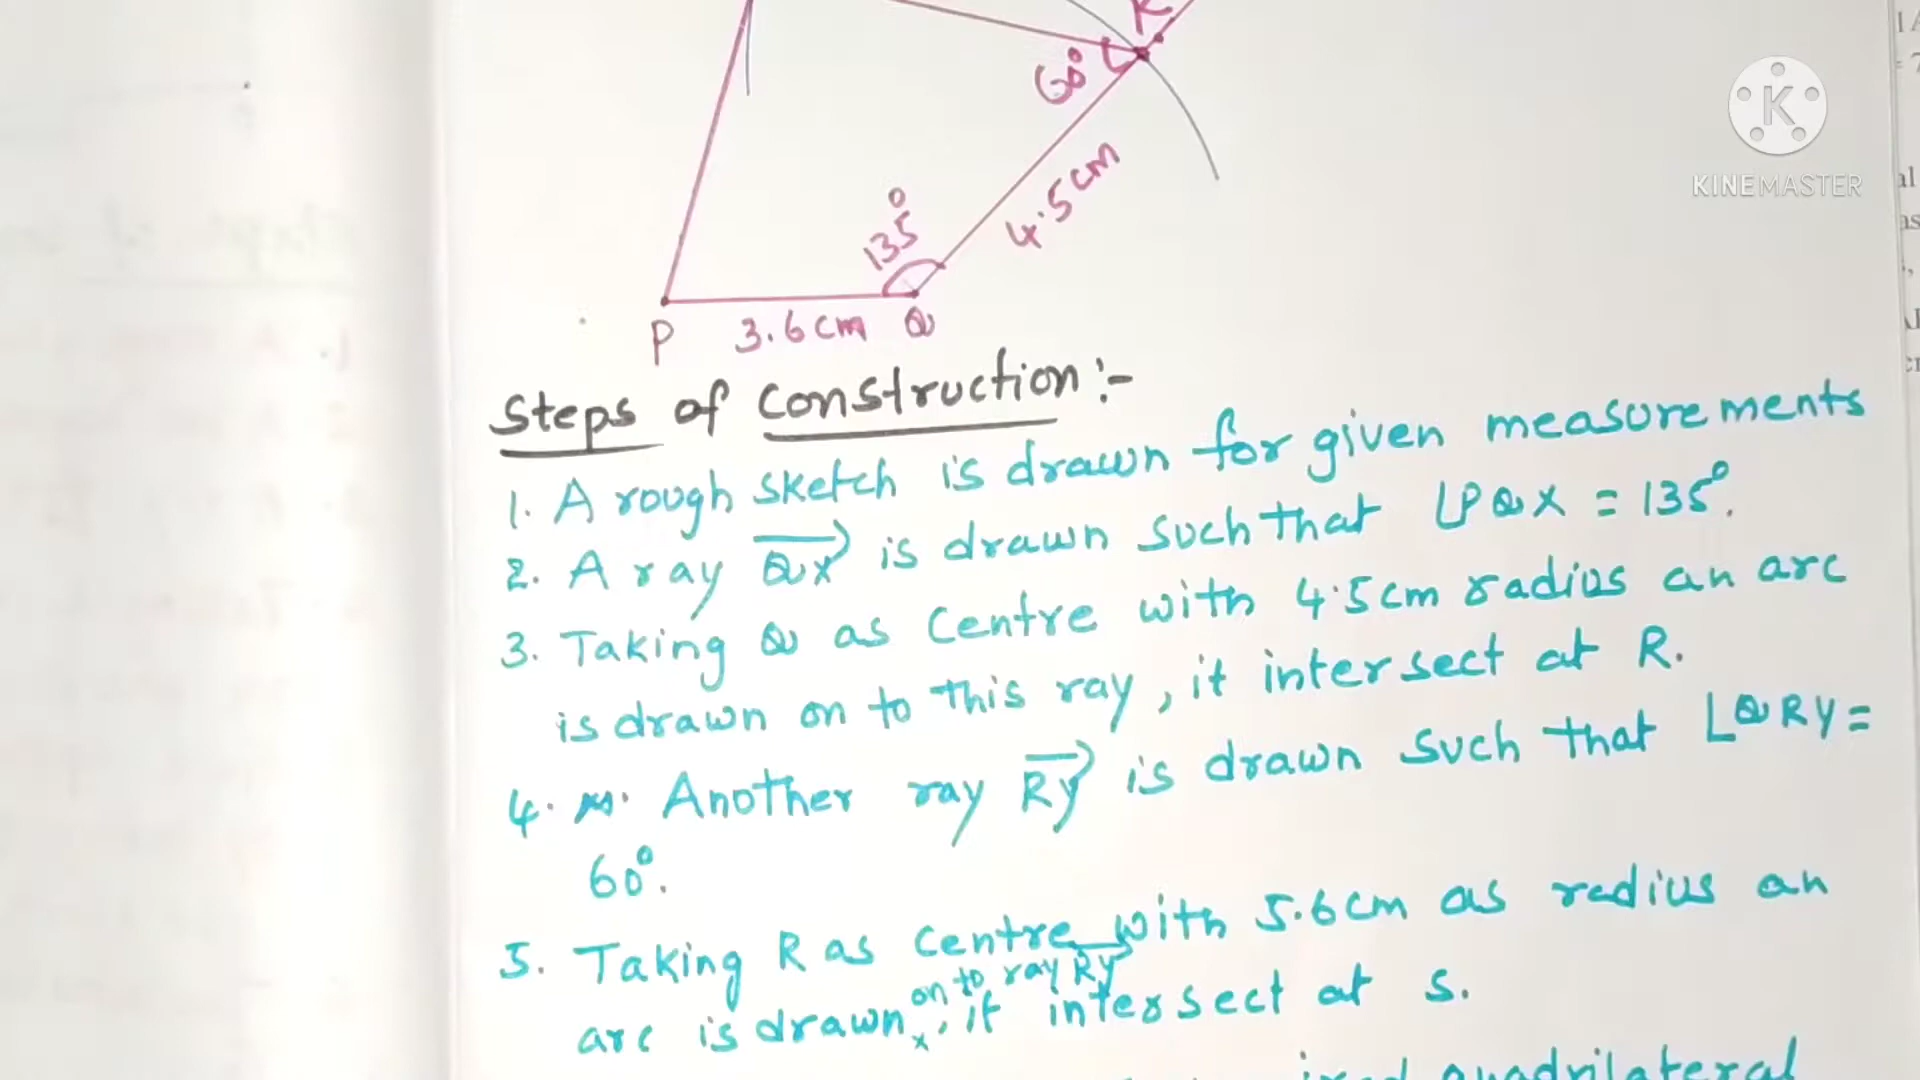 R
60°
4.5cm
135°
P 3.6cm Q
K
KINEMASTER
Steps of Construction:-
1. A rough sketch is drawn for given measurements
2. A ray QX is drawn such that ∠PQX = 135°.
3. Taking Q as Centre with 4.5cm radius an arc
is drawn on to this ray, it intersect at R.
4. Another ray RY is drawn such that ∠QRY =
60°.
5. Taking R as Centre with 5.6cm as radius an
on to ray RY
arc is drawn x, it intersect at S.
quadrilateral